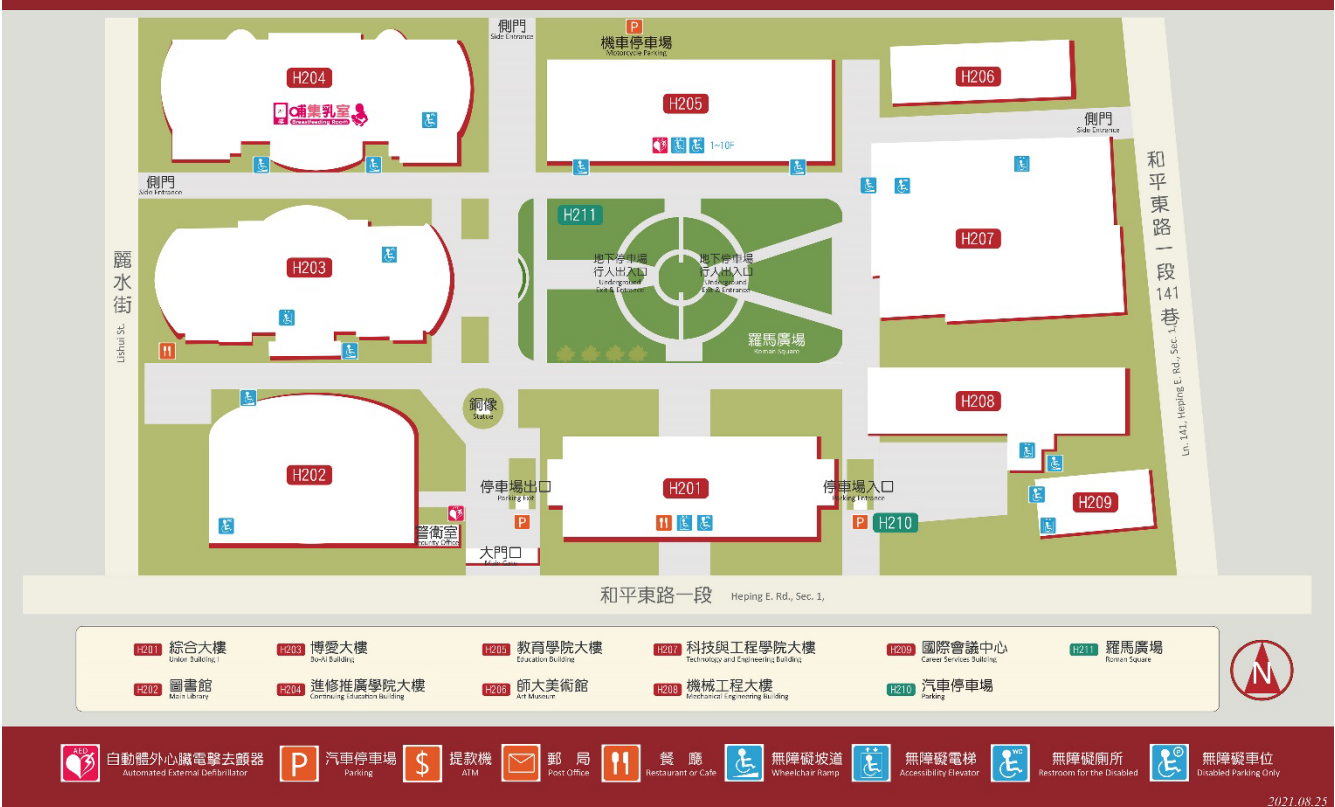 側門
Side Entrance
P
機車停車場
Motorcycle Parking
H204
哺集乳室
Breastfeeding Room
H205
1~10F
H206
側門
Side Entrance
側門
Side Entrance
和平東路一段141巷
Ln. 141, Heping E. Rd., Sec. 1,
麗水街
Lishui St.
H211
H203
地下停車場
行人出入口
Underground
Exit & Entrance
地下停車場
行人出入口
Underground
Exit & Entrance
H207
羅馬廣場
Roman Square
銅像
Statue
H208
H202
停車場出口
Parking Exit
P
H201
停車場入口
Parking Entrance
P
H210
H209
警衛室
Security Office
大門口
Main Gate
和平東路一段 Heping E. Rd., Sec. 1,
H201 綜合大樓
Union Building I
H203 博愛大樓
Bo-Ai Building
H205 教育學院大樓
Education Building
H207 科技與工程學院大樓
Technology and Engineering Building
H209 國際會議中心
Career Services Building
H211 羅馬廣場
Roman Square
H202 圖書館
Main Library
H204 進修推廣學院大樓
Continuing Education Building
H206 師大美術館
Art Museum
H208 機械工程大樓
Mechanical Engineering Building
H210 汽車停車場
Parking
N
AED
自動體外心臟電擊去顫器
Automated External Defibrillator
P
汽車停車場
Parking
$
提款機
ATM
郵局
Post Office
餐廳
Restaurant or Cafe
無障礙坡道
Wheelchair Ramp
無障礙電梯
Accessibility Elevator
WC
無障礙廁所
Restroom for the Disabled
P
無障礙車位
Disabled Parking Only
2021.08.25